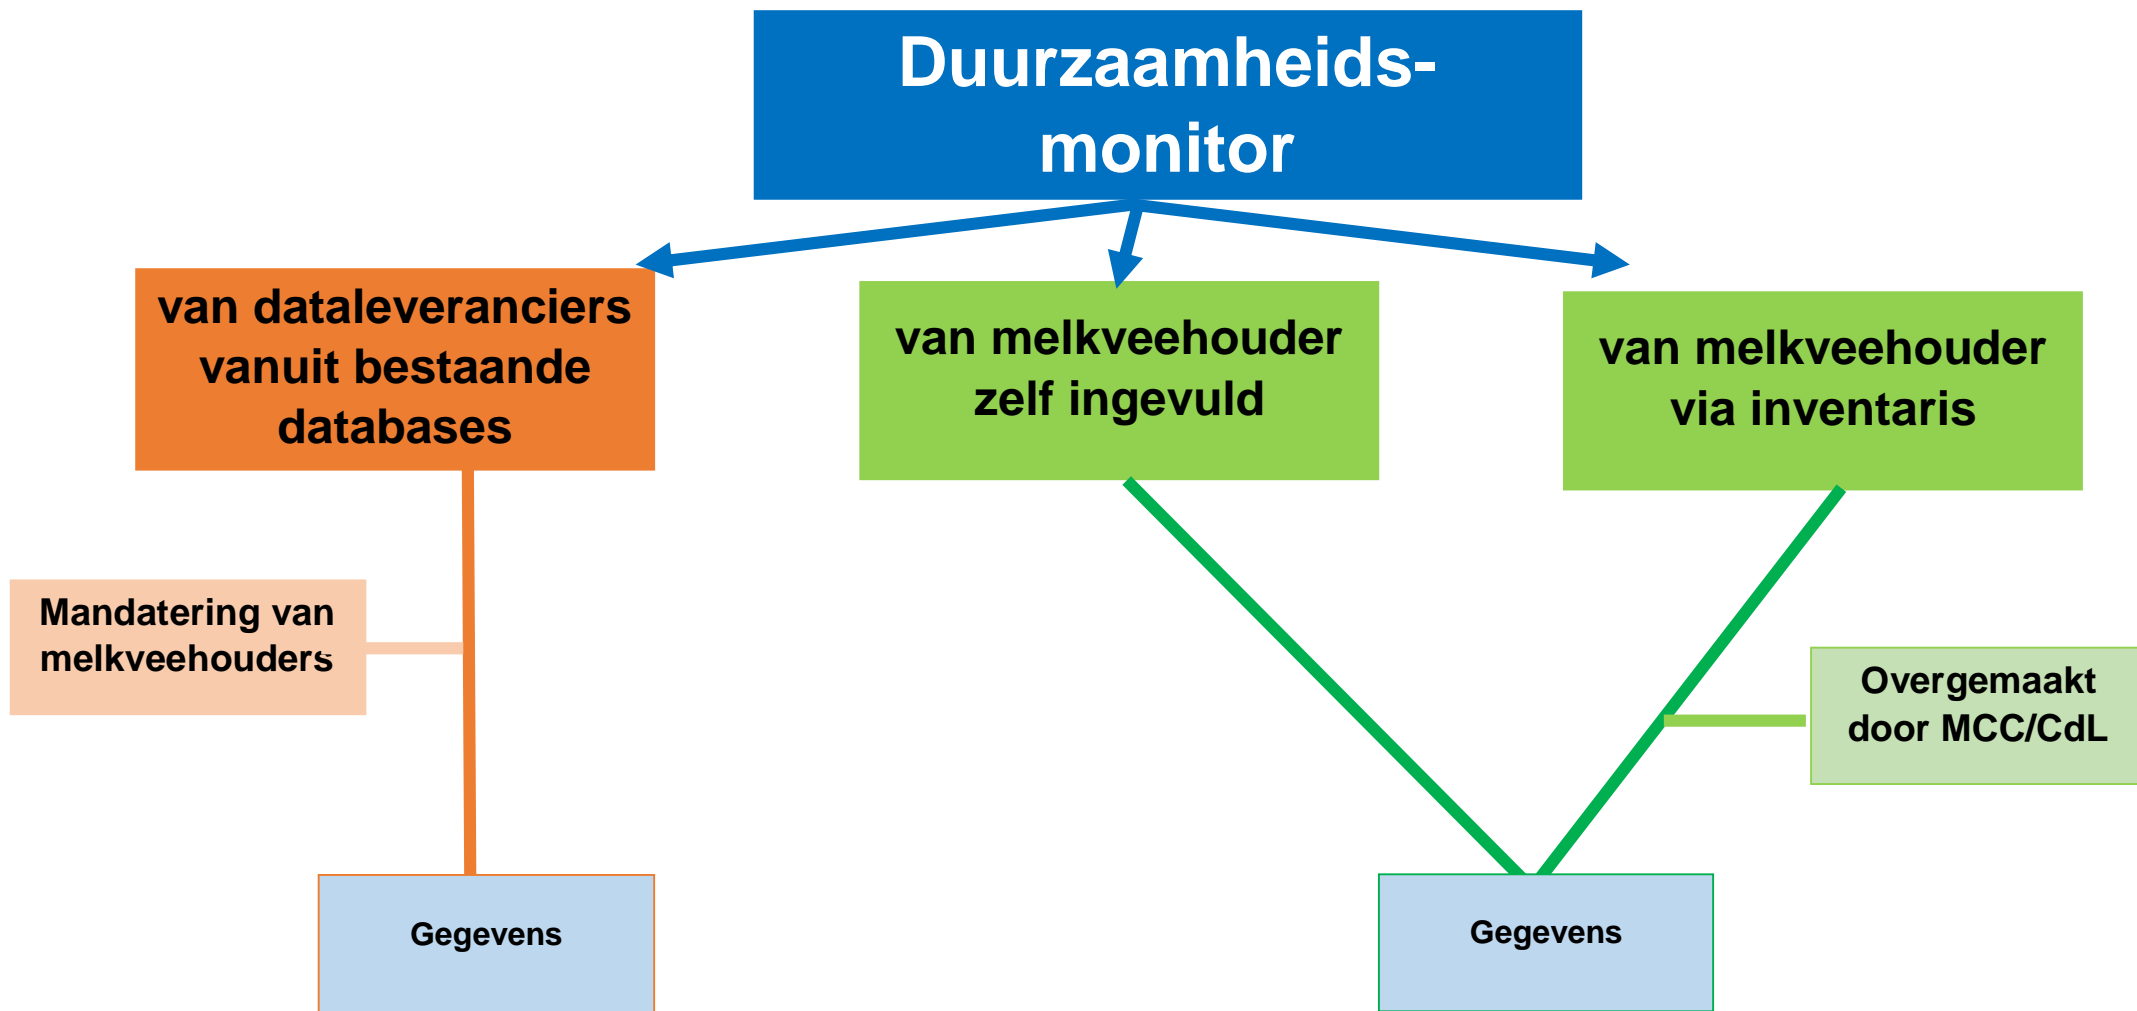 Duurzaamheids-
monitor
van dataleveranciers
vanuit bestaande
databases
van melkveehouder
zelf ingevuld
van melkveehouder
via inventaris
Mandatering van
melkveehouders
Overgemaakt
door MCC/CdL
Gegevens
Gegevens